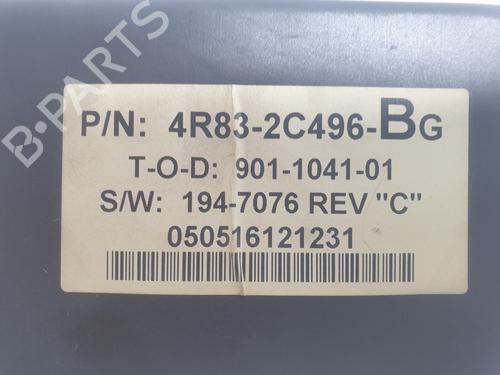 B-PARTS
P/N: 4R83-2C496-BG
T-O-D: 901-1041-01
S/W: 194-7076 REV "C"
050516121231